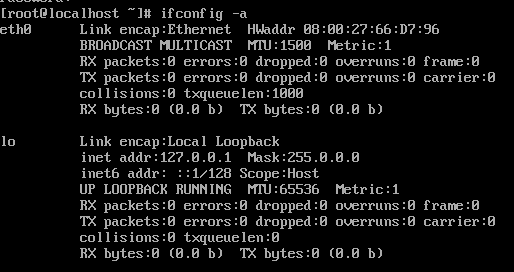 [root@localhost ~]# ifconfig -a
eth0 Link encap:Ethernet HWaddr 08:00:27:66:D7:96
BROADCAST MULTICAST MTU:1500 Metric:1
RX packets:0 errors:0 dropped:0 overruns:0 frame:0
TX packets:0 errors:0 dropped:0 overruns:0 carrier:0
collisions:0 txqueuelen:1000
RX bytes:0 (0.0 b) TX bytes:0 (0.0 b)
lo Link encap:Local Loopback
inet addr:127.0.0.1 Mask:255.0.0.0
inet6 addr: ::1/128 Scope:Host
UP LOOPBACK RUNNING MTU:65536 Metric:1
RX packets:0 errors:0 dropped:0 overruns:0 frame:0
TX packets:0 errors:0 dropped:0 overruns:0 carrier:0
collisions:0 txqueuelen:0
RX bytes:0 (0.0 b) TX bytes:0 (0.0 b)